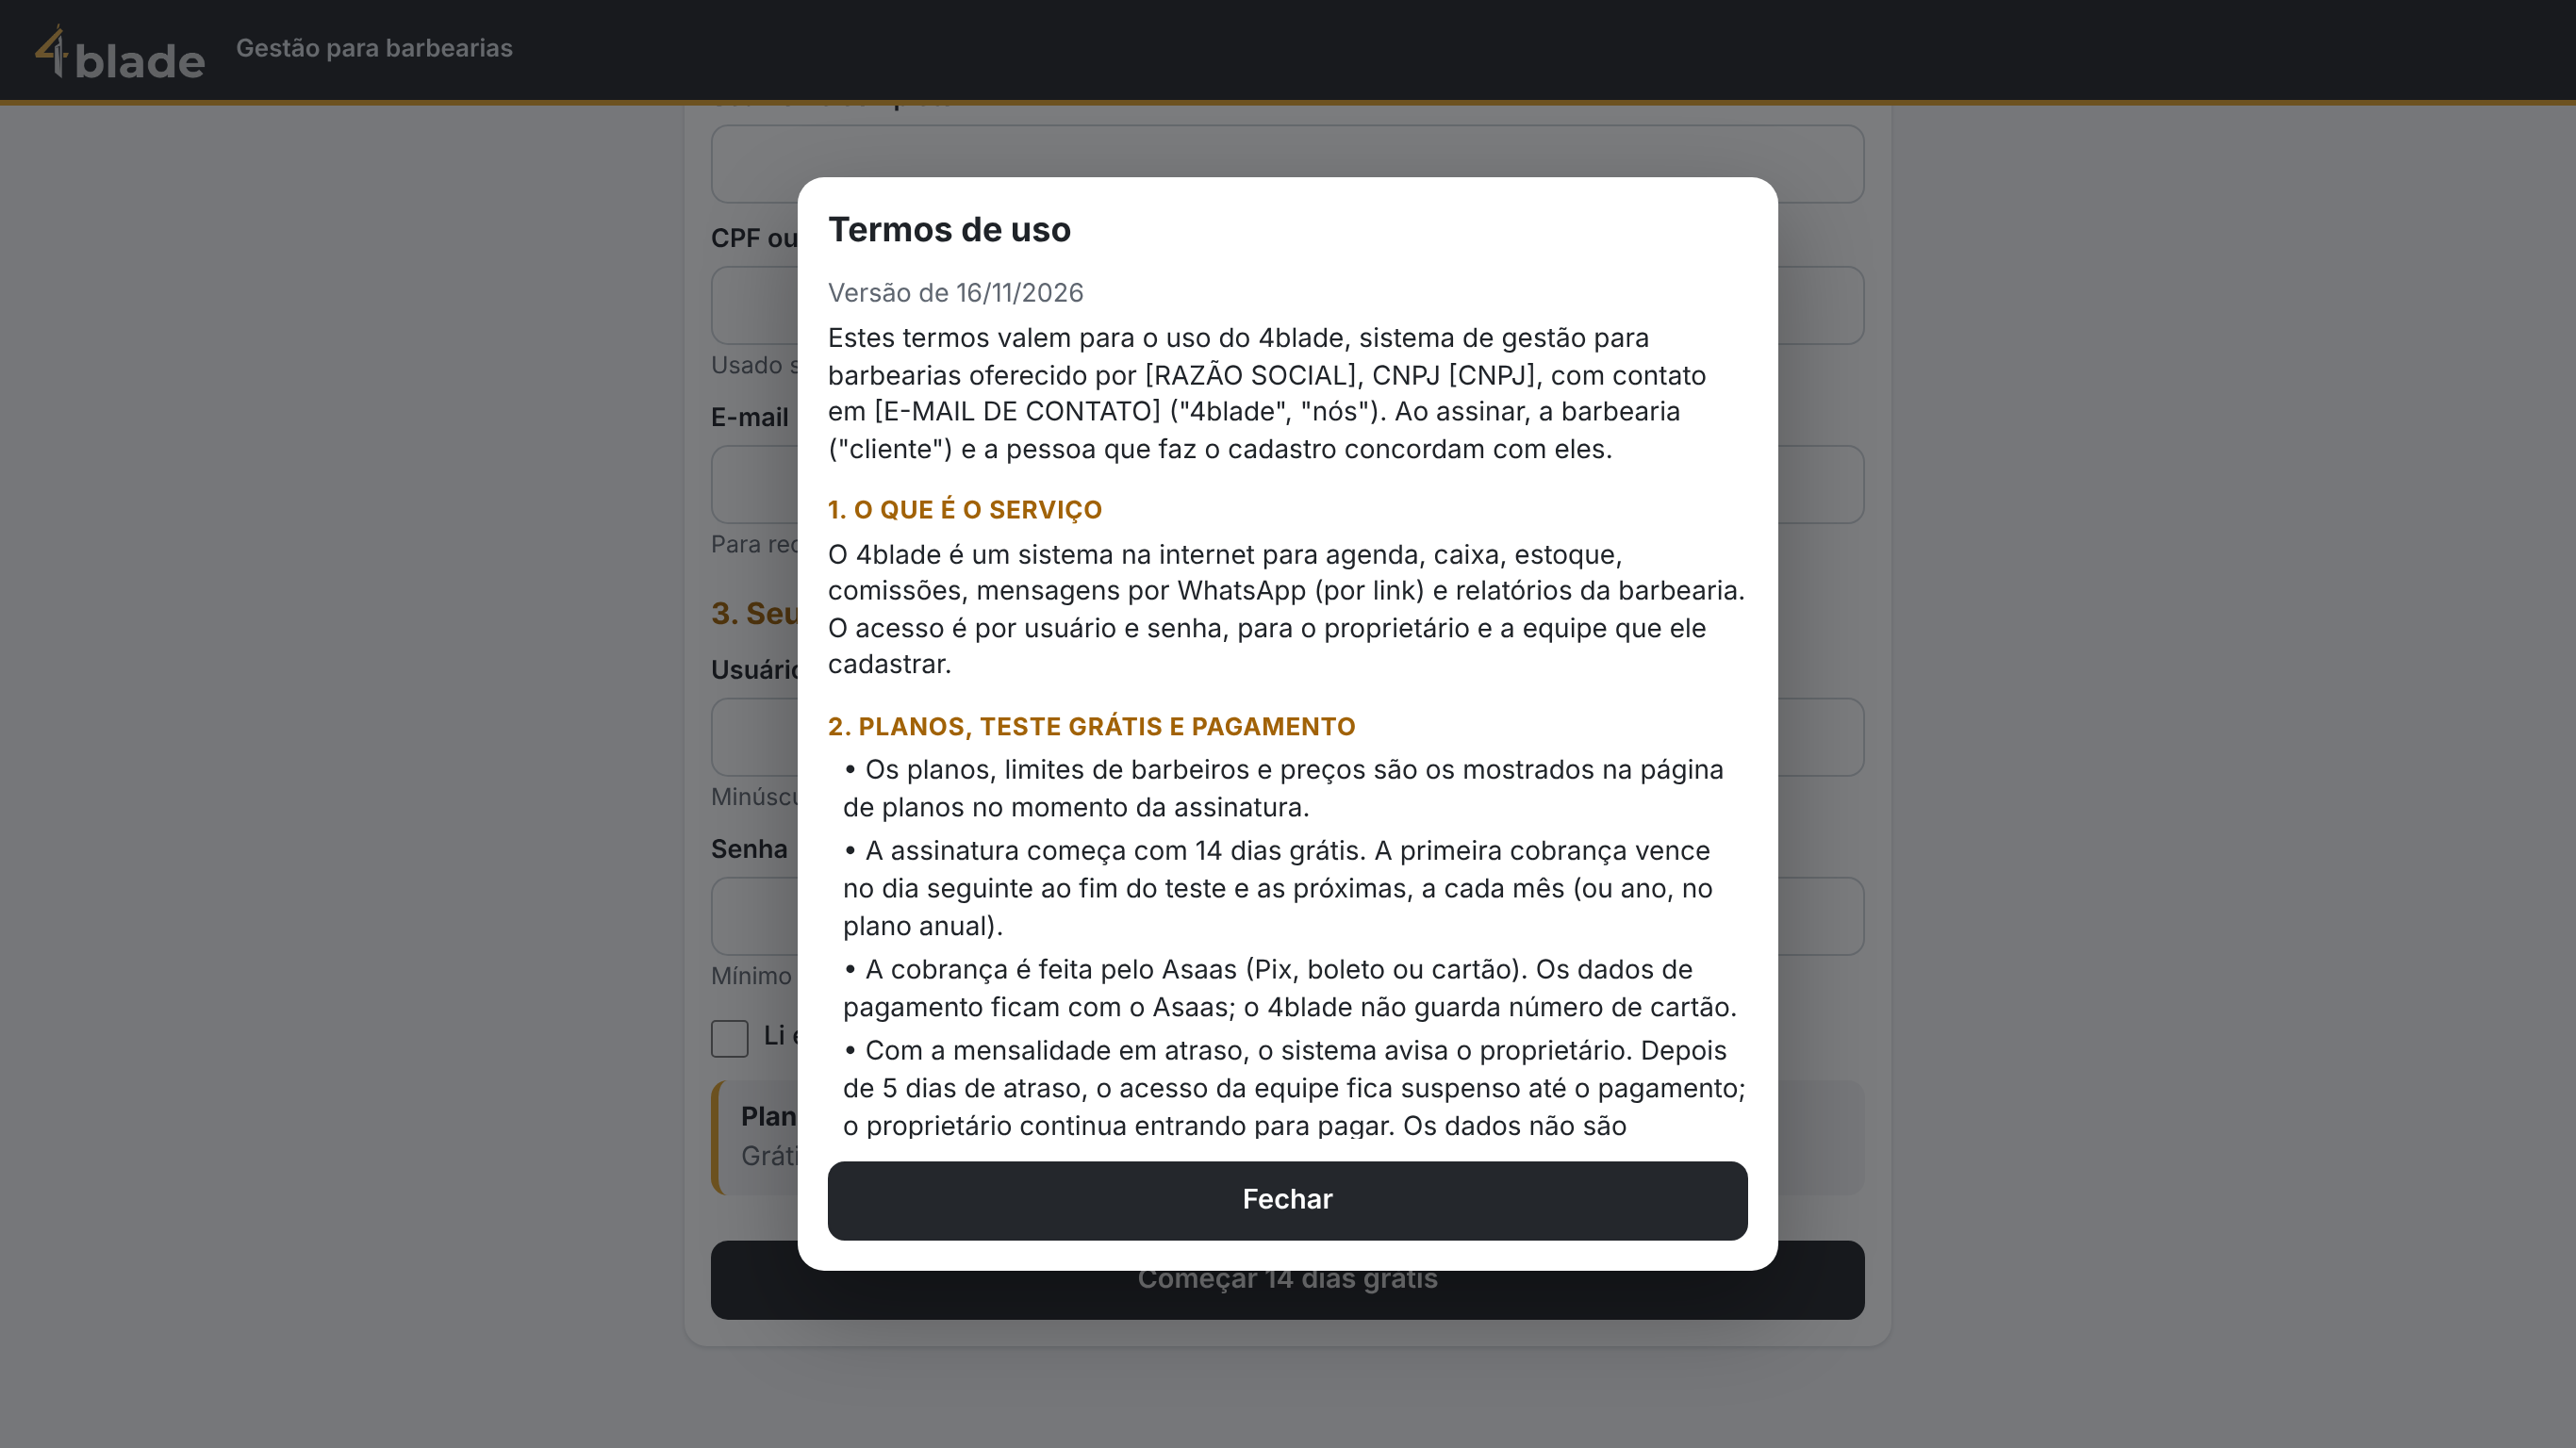 4blade
Gestão para barbearias
CPF ou
Usado s
E-mail
Para rec
3. Seu
Usuário
Minúscu
Senha
Mínimo
Li e
Plan
Gráti
Começar 14 dias grátis
Termos de uso
Versão de 16/11/2026
Estes termos valem para o uso do 4blade, sistema de gestão para
barbearias oferecido por [RAZÃO SOCIAL], CNPJ [CNPJ], com contato
em [E-MAIL DE CONTATO] ("4blade", "nós"). Ao assinar, a barbearia
("cliente") e a pessoa que faz o cadastro concordam com eles.
1. O QUE É O SERVIÇO
O 4blade é um sistema na internet para agenda, caixa, estoque,
comissões, mensagens por WhatsApp (por link) e relatórios da barbearia.
O acesso é por usuário e senha, para o proprietário e a equipe que ele
cadastrar.
2. PLANOS, TESTE GRÁTIS E PAGAMENTO
• Os planos, limites de barbeiros e preços são os mostrados na página
de planos no momento da assinatura.
• A assinatura começa com 14 dias grátis. A primeira cobrança vence
no dia seguinte ao fim do teste e as próximas, a cada mês (ou ano, no
plano anual).
• A cobrança é feita pelo Asaas (Pix, boleto ou cartão). Os dados de
pagamento ficam com o Asaas; o 4blade não guarda número de cartão.
• Com a mensalidade em atraso, o sistema avisa o proprietário. Depois
de 5 dias de atraso, o acesso da equipe fica suspenso até o pagamento;
o proprietário continua entrando para pagar. Os dados não são
Fechar